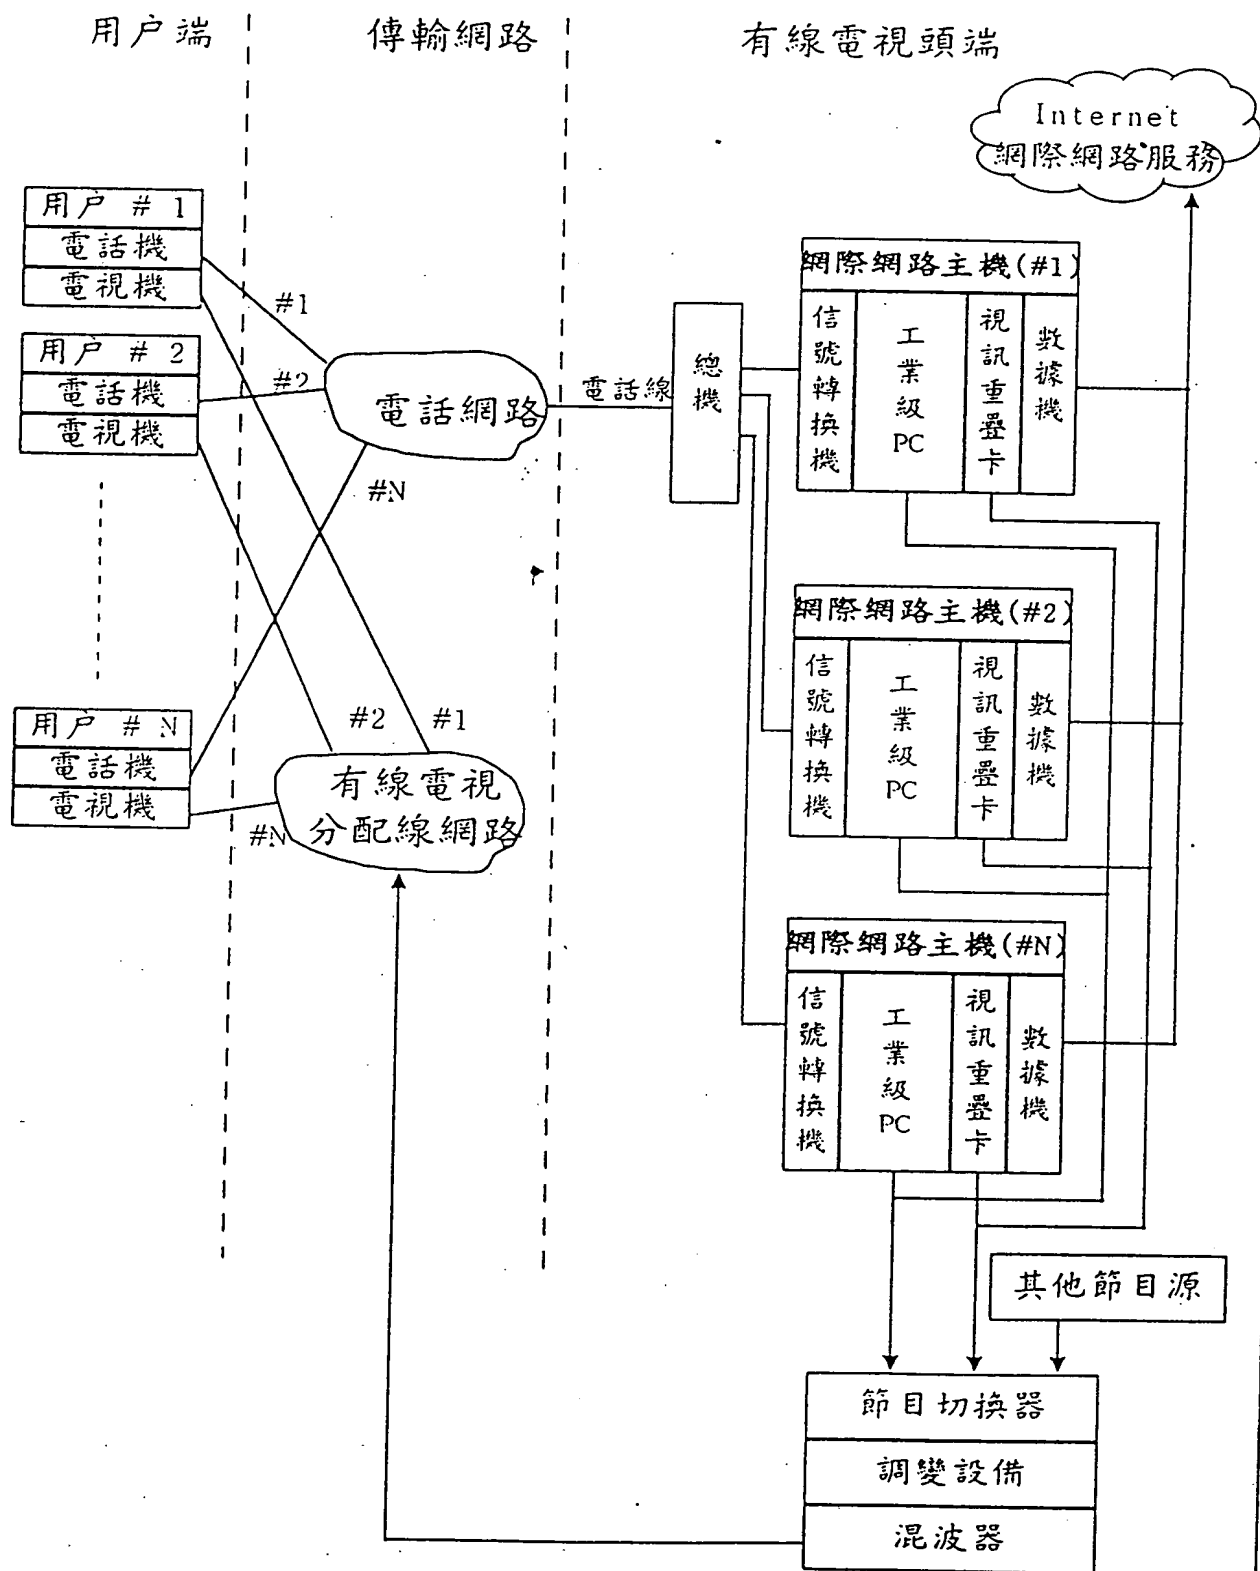 用户端
傳輸網路
有線電視頭端
Internet
網際網路服務
用户 # 1
電話機
電視機
#1
用户 # 2
電話機
電視機
#2
電話網路
#N
電話線
總機
網際網路主機(#1)
信號轉換機
工業級PC
視訊重疊卡
數據機
網際網路主機(#2)
信號轉換機
工業級PC
視訊重疊卡
數據機
用户 # N
電話機
電視機
#2
#1
#N
有線電視
分配線網路
網際網路主機(#N)
信號轉換機
工業級PC
視訊重疊卡
數據機
其他節目源
節目切換器
調變設備
混波器